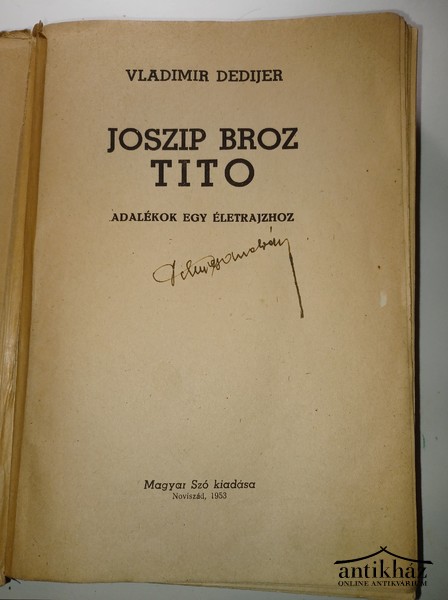 VLADIMIR DEDIJER
JOSZIP BROZ
TITO
ADALÉKOK EGY ÉLETRAJZHOZ
Magyar Szó kiadása
Noviszád, 1953
antikház
ONLINE ANTIKVÁRIUM